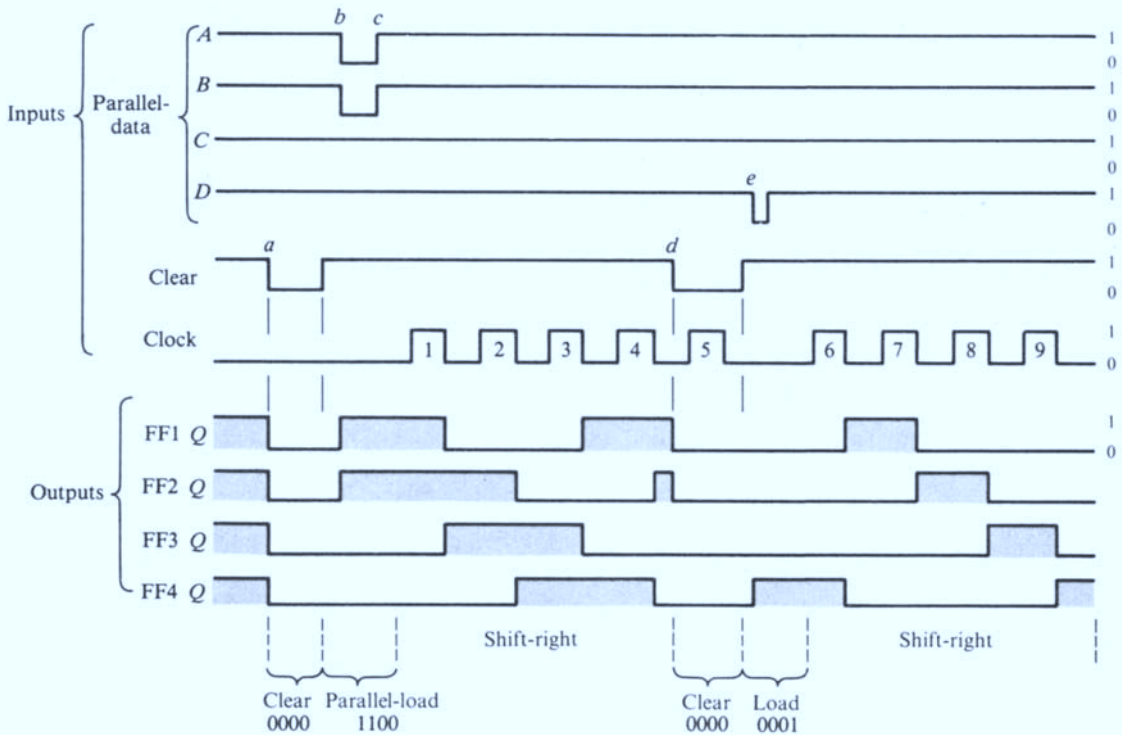 b c
A 1
0
B 1
Inputs Parallel-
data 0
C 1
0
e
D 1
0
a d
Clear 1
0
Clock 1 2 3 4 5 6 7 8 9 1
0
FF1 Q 1
0
FF2 Q
Outputs
FF3 Q
FF4 Q
Shift-right Shift-right
Clear Parallel-load Clear Load
0000 1100 0000 0001